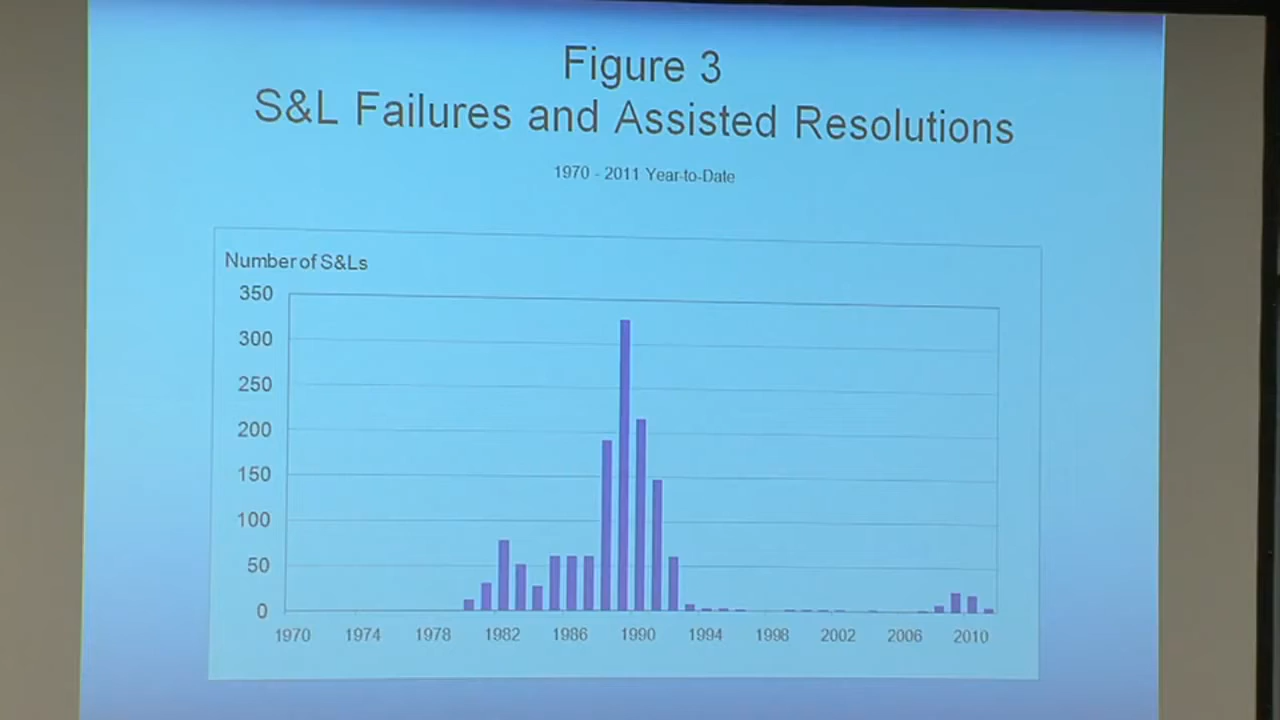 Figure 3
S&L Failures and Assisted Resolutions
1970 - 2011 Year-to-Date
Number of S&Ls
350
300
250
200
150
100
50
0
1970 1974 1978 1982 1986 1990 1994 1998 2002 2006 2010